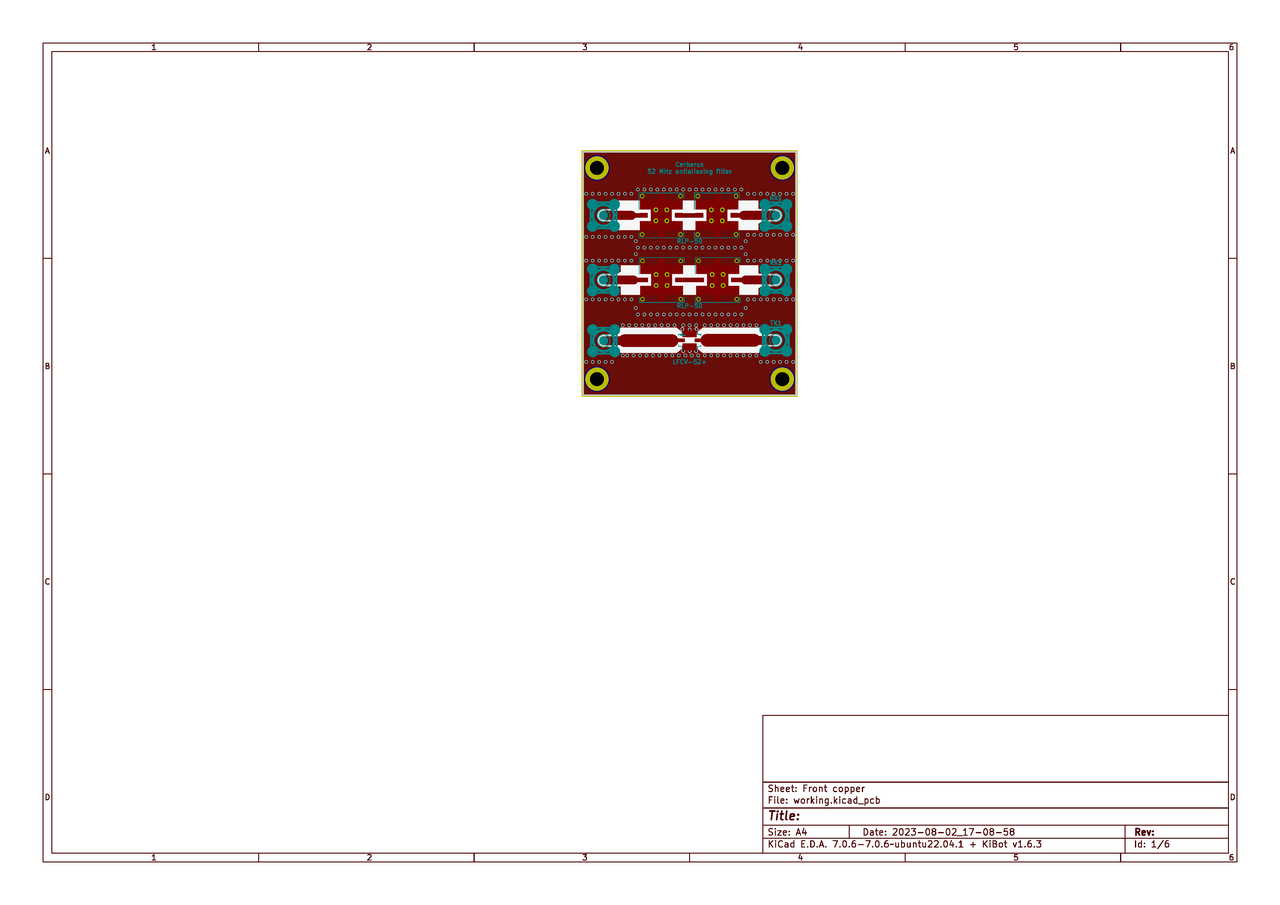 1 2 3 4 5 6
A A
Cerberus
52 MHz antialiasing filter
RLP-50
RLP-50
TX1
B B
LFCV-52+
C C
D D
Sheet: Front copper
File: working.kicad_pcb
Title:
Size: A4 Date: 2023-08-02_17-08-58 Rev:
KiCad E.D.A. 7.0.6-7.0.6~ubuntu22.04.1 + KiBot v1.6.3 Id: 1/6
1 2 3 4 5 6